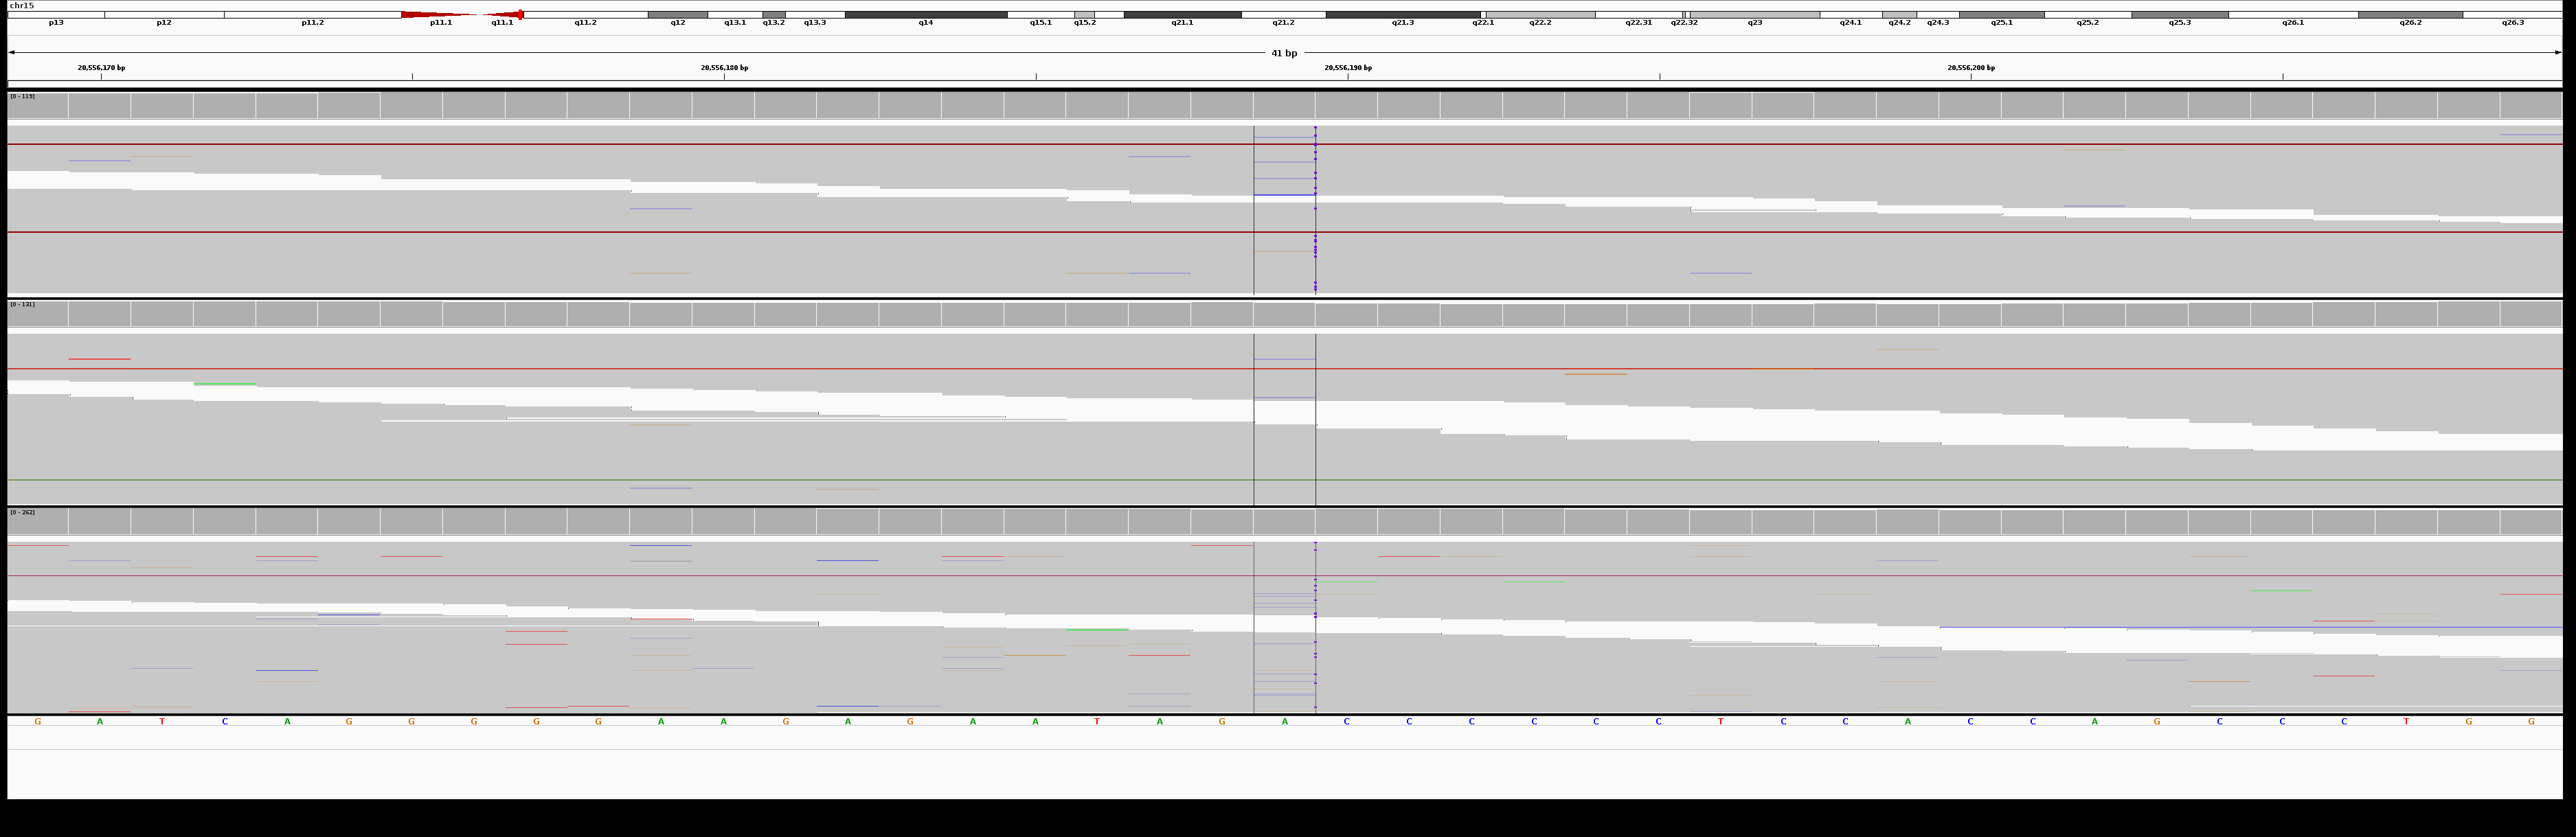 chr15
p13 p12 p11.2 p11.1 q11.1 q11.2 q12 q13.1 q13.2 q13.3 q14 q15.1 q15.2 q21.1 q21.2 q21.3 q22.1 q22.2 q22.31 q22.32 q23 q24.1 q24.2 q24.3 q25.1 q25.2 q25.3 q26.1 q26.2 q26.3
41 bp
20,556,170 bp 20,556,180 bp 20,556,190 bp 20,556,200 bp
[0 - 119]
[0 - 131]
[0 - 262]
G A T C A G G G G G A A G A G A A T A G A C C C C C C T C C A C C A G C C C T G G